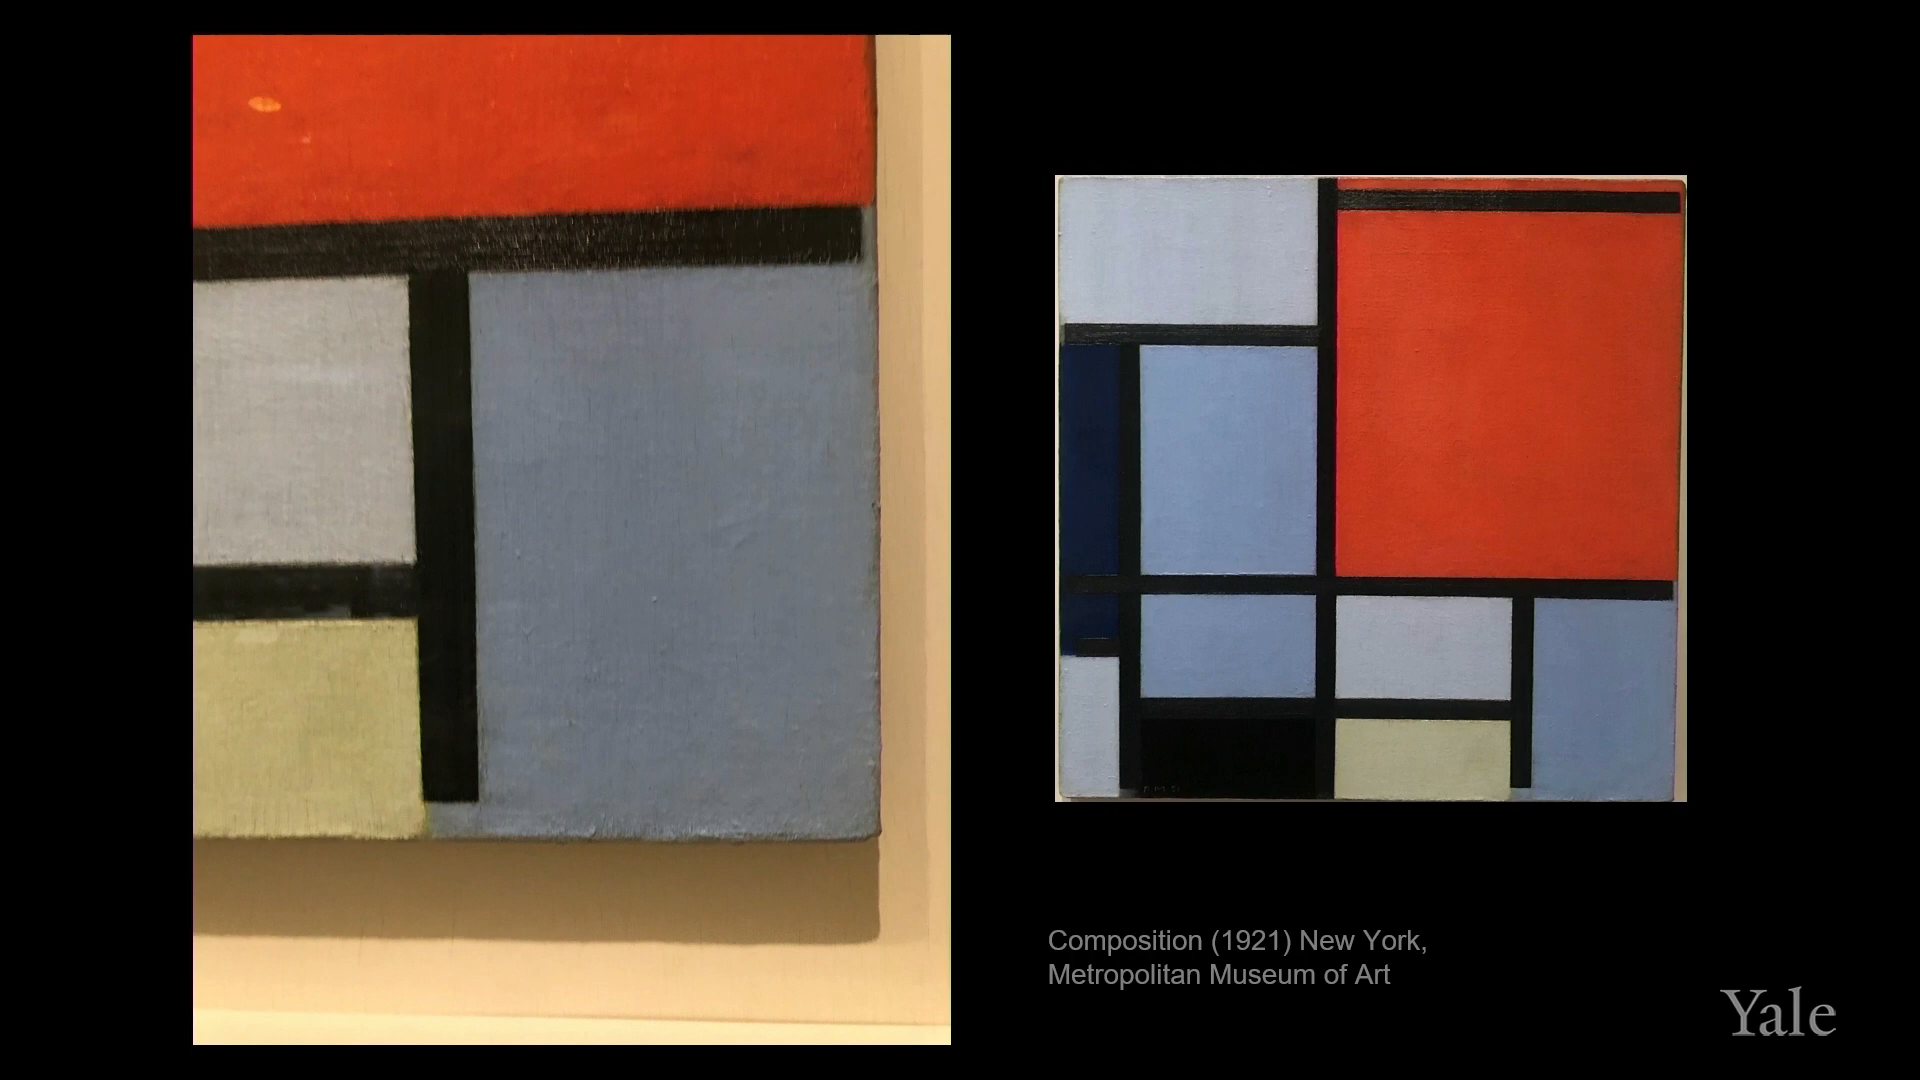 Composition (1921) New York,
Metropolitan Museum of Art
Yale